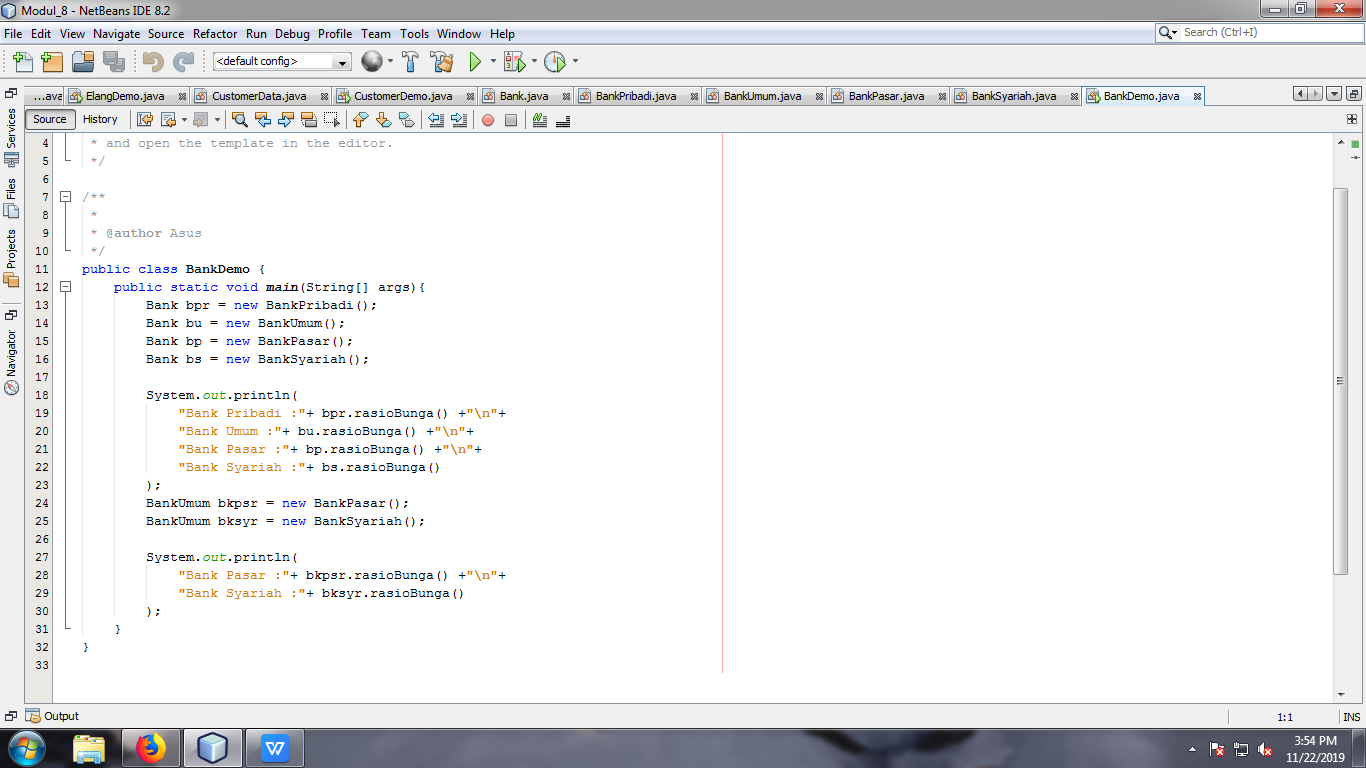 Modul_8 - NetBeans IDE 8.2
File Edit View Navigate Source Refactor Run Debug Profile Team Tools Window Help
Search (Ctrl+I)
<default config>
...ava ElangDemo.java CustomerData.java CustomerDemo.java Bank.java BankPribadi.java BankUmum.java BankPasar.java BankSyariah.java BankDemo.java
Source History
Services
Files
Projects
Navigator
4 * and open the template in the editor.
5 */
6
7 /**
8 *
9 * @author Asus
10 */
11 public class BankDemo {
12 public static void main(String[] args){
13 Bank bpr = new BankPribadi();
14 Bank bu = new BankUmum();
15 Bank bp = new BankPasar();
16 Bank bs = new BankSyariah();
17
18 System.out.println(
19 "Bank Pribadi :"+ bpr.rasioBunga() +"\n"+
20 "Bank Umum :"+ bu.rasioBunga() +"\n"+
21 "Bank Pasar :"+ bp.rasioBunga() +"\n"+
22 "Bank Syariah :"+ bs.rasioBunga()
23 );
24 BankUmum bkpsr = new BankPasar();
25 BankUmum bksyr = new BankSyariah();
26
27 System.out.println(
28 "Bank Pasar :"+ bkpsr.rasioBunga() +"\n"+
29 "Bank Syariah :"+ bksyr.rasioBunga()
30 );
31 }
32 }
33
Output
1:1 INS
3:54 PM
11/22/2019